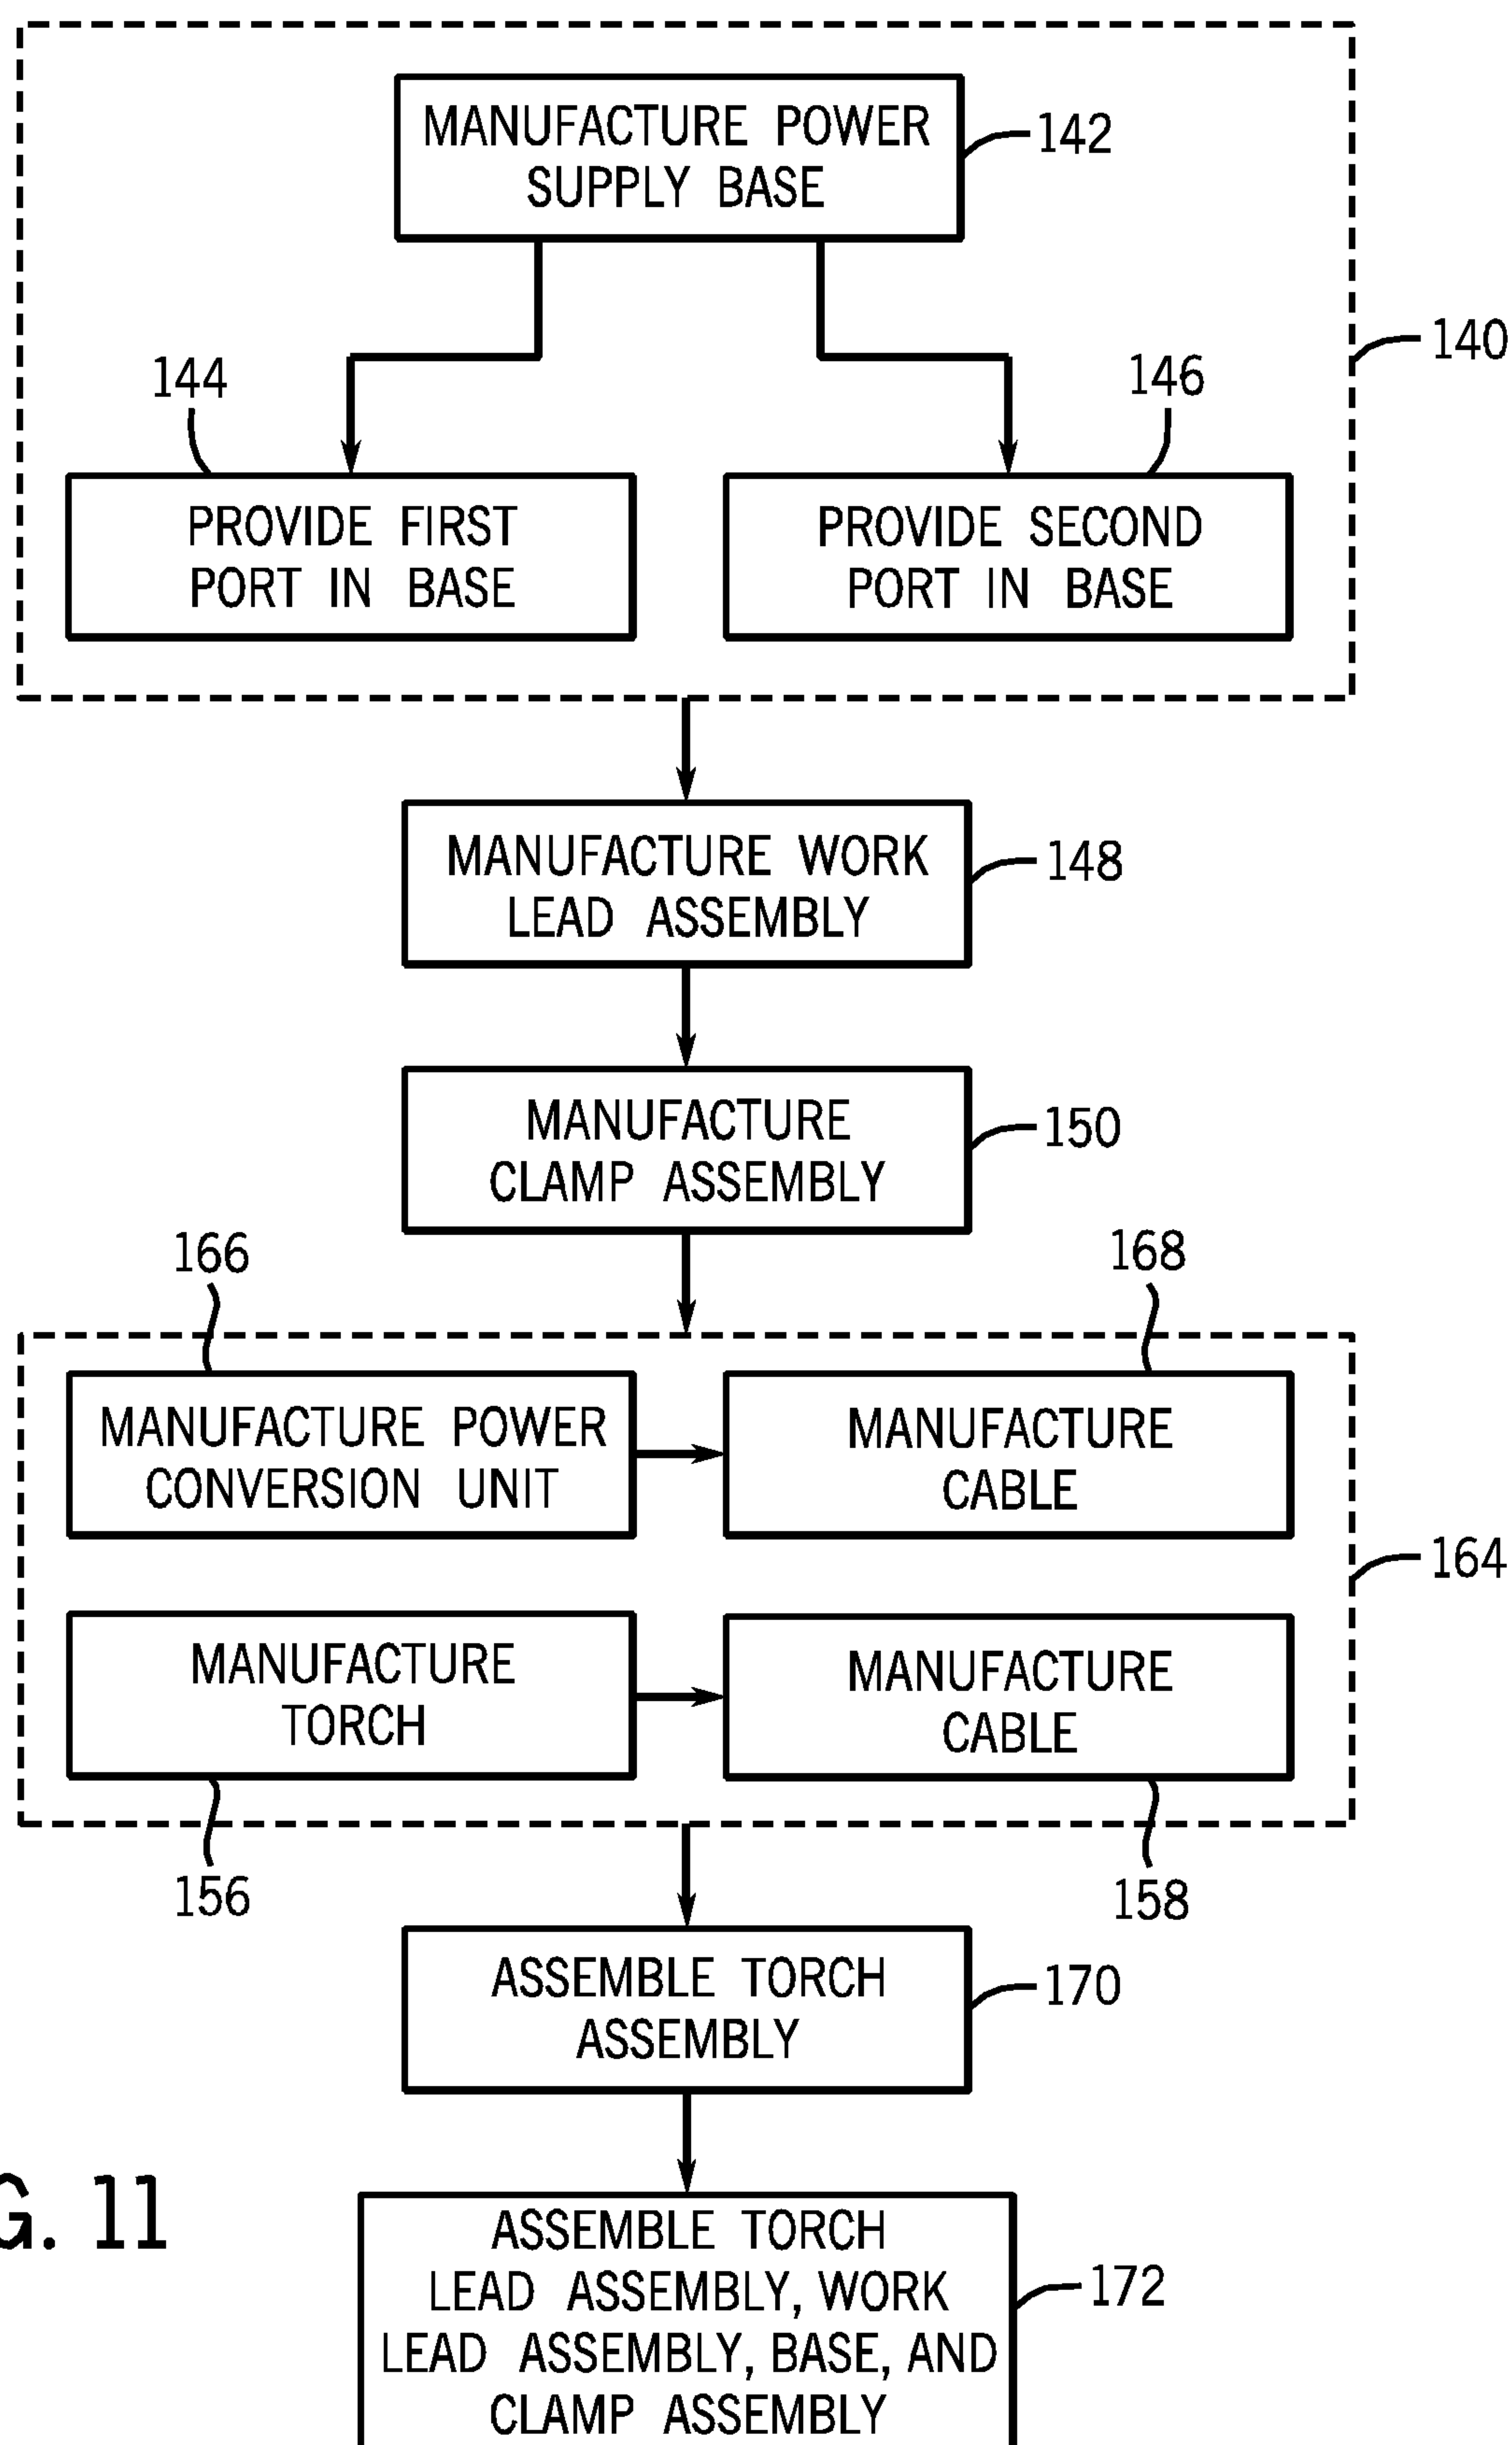 MANUFACTURE POWER
SUPPLY BASE
142
140
144
146
PROVIDE FIRST
PORT IN BASE
PROVIDE SECOND
PORT IN BASE
MANUFACTURE WORK
LEAD ASSEMBLY
148
MANUFACTURE
CLAMP ASSEMBLY
150
166
168
MANUFACTURE POWER
CONVERSION UNIT
MANUFACTURE
CABLE
164
MANUFACTURE
TORCH
MANUFACTURE
CABLE
156
158
ASSEMBLE TORCH
ASSEMBLY
170
G. 11
ASSEMBLE TORCH
LEAD ASSEMBLY, WORK
LEAD ASSEMBLY, BASE, AND
CLAMP ASSEMBLY
172